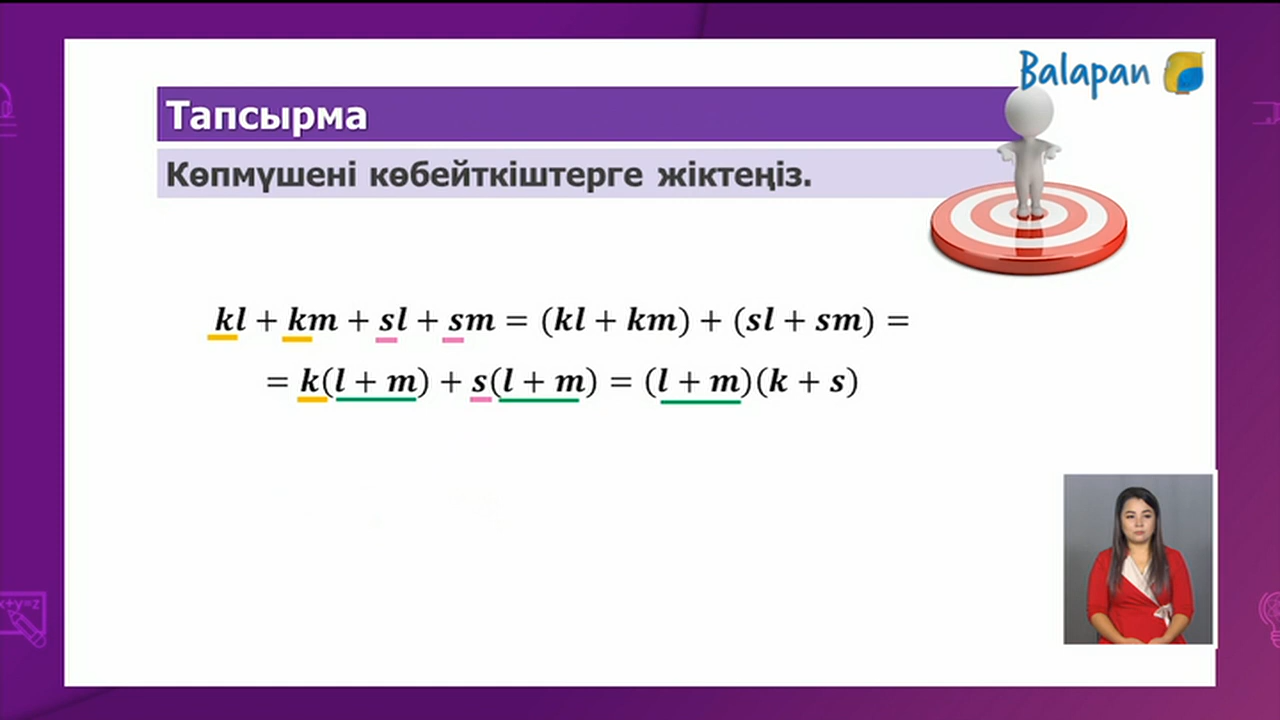 Balapan
Тапсырма
Көпмүшені көбейткіштерге жіктеңіз.
kl + km + sl + sm = (kl + km) + (sl + sm) =
= k(l + m) + s(l + m) = (l + m)(k + s)
x+y=z